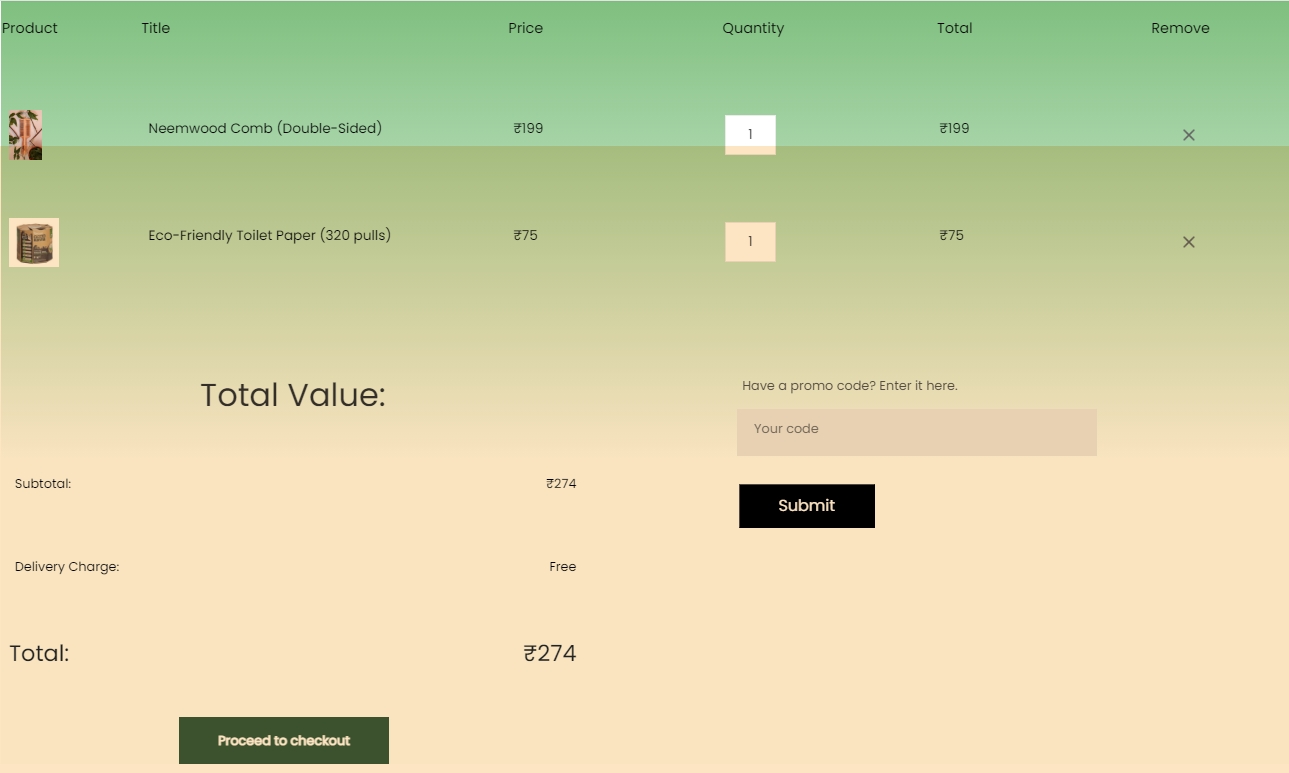 Product Title Price Quantity Total Remove
Neemwood Comb (Double-Sided) ₹199 1 ₹199
Eco-Friendly Toilet Paper (320 pulls) ₹75 1 ₹75
Total Value:
Subtotal: ₹274
Delivery Charge: Free
Total: ₹274
Proceed to checkout
Have a promo code? Enter it here.
Your code
Submit